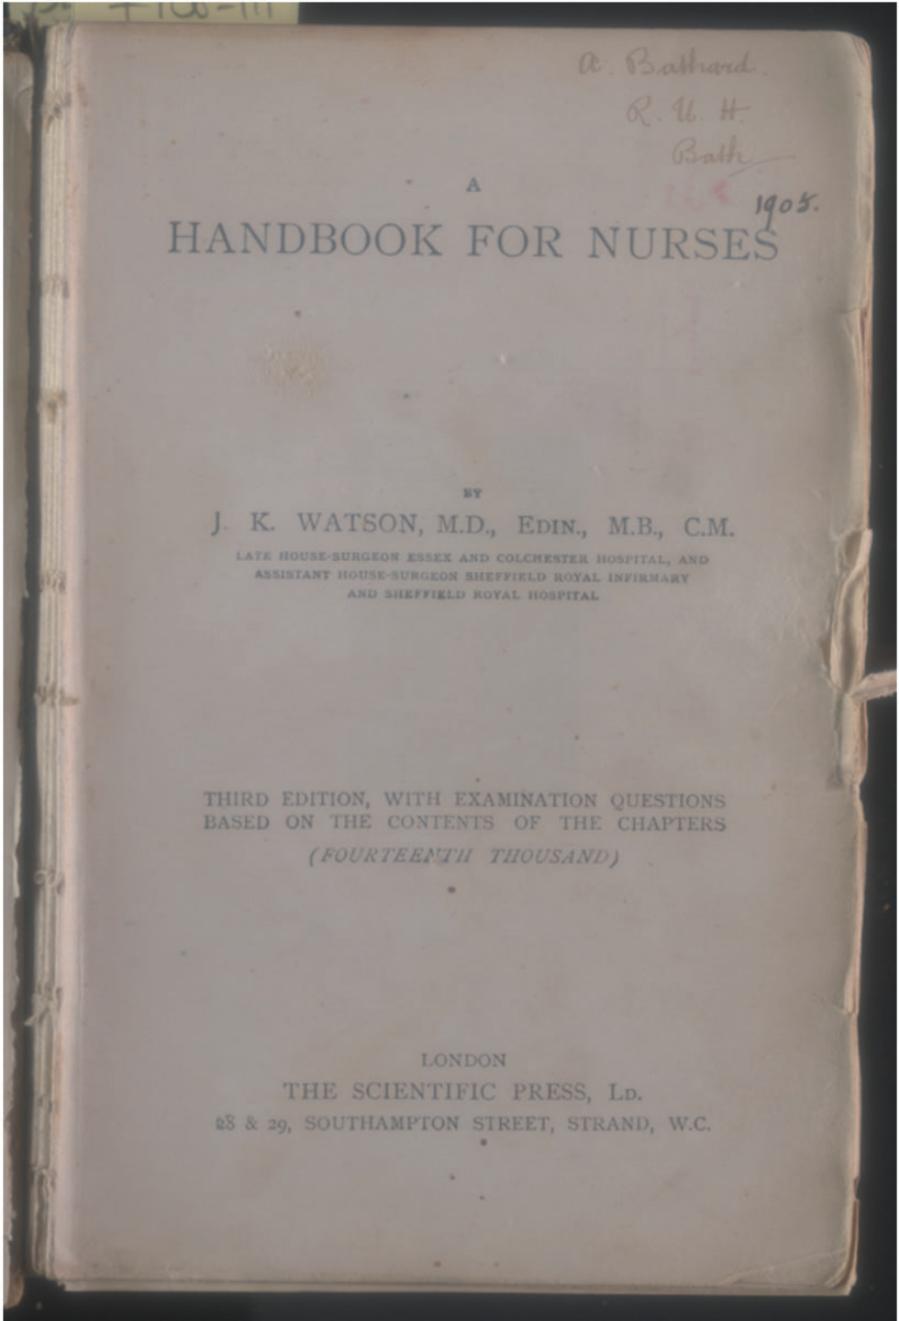 a. Bathard.
R. U. H.
Bath
1905.
A
HANDBOOK FOR NURSES
BY
J. K. WATSON, M.D., EDIN., M.B., C.M.
LATE HOUSE-SURGEON ESSEX AND COLCHESTER HOSPITAL, AND
ASSISTANT HOUSE-SURGEON SHEFFIELD ROYAL INFIRMARY
AND SHEFFIELD ROYAL HOSPITAL
THIRD EDITION, WITH EXAMINATION QUESTIONS
BASED ON THE CONTENTS OF THE CHAPTERS
(FOURTEENTH THOUSAND)
LONDON
THE SCIENTIFIC PRESS, LD.
28 & 29, SOUTHAMPTON STREET, STRAND, W.C.